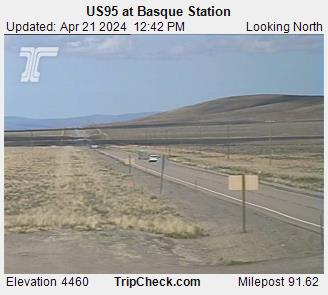 US95 at Basque Station
Updated: Apr 21 2024 12:42 PM Looking North
Elevation 4460 TripCheck.com Milepost 91.62